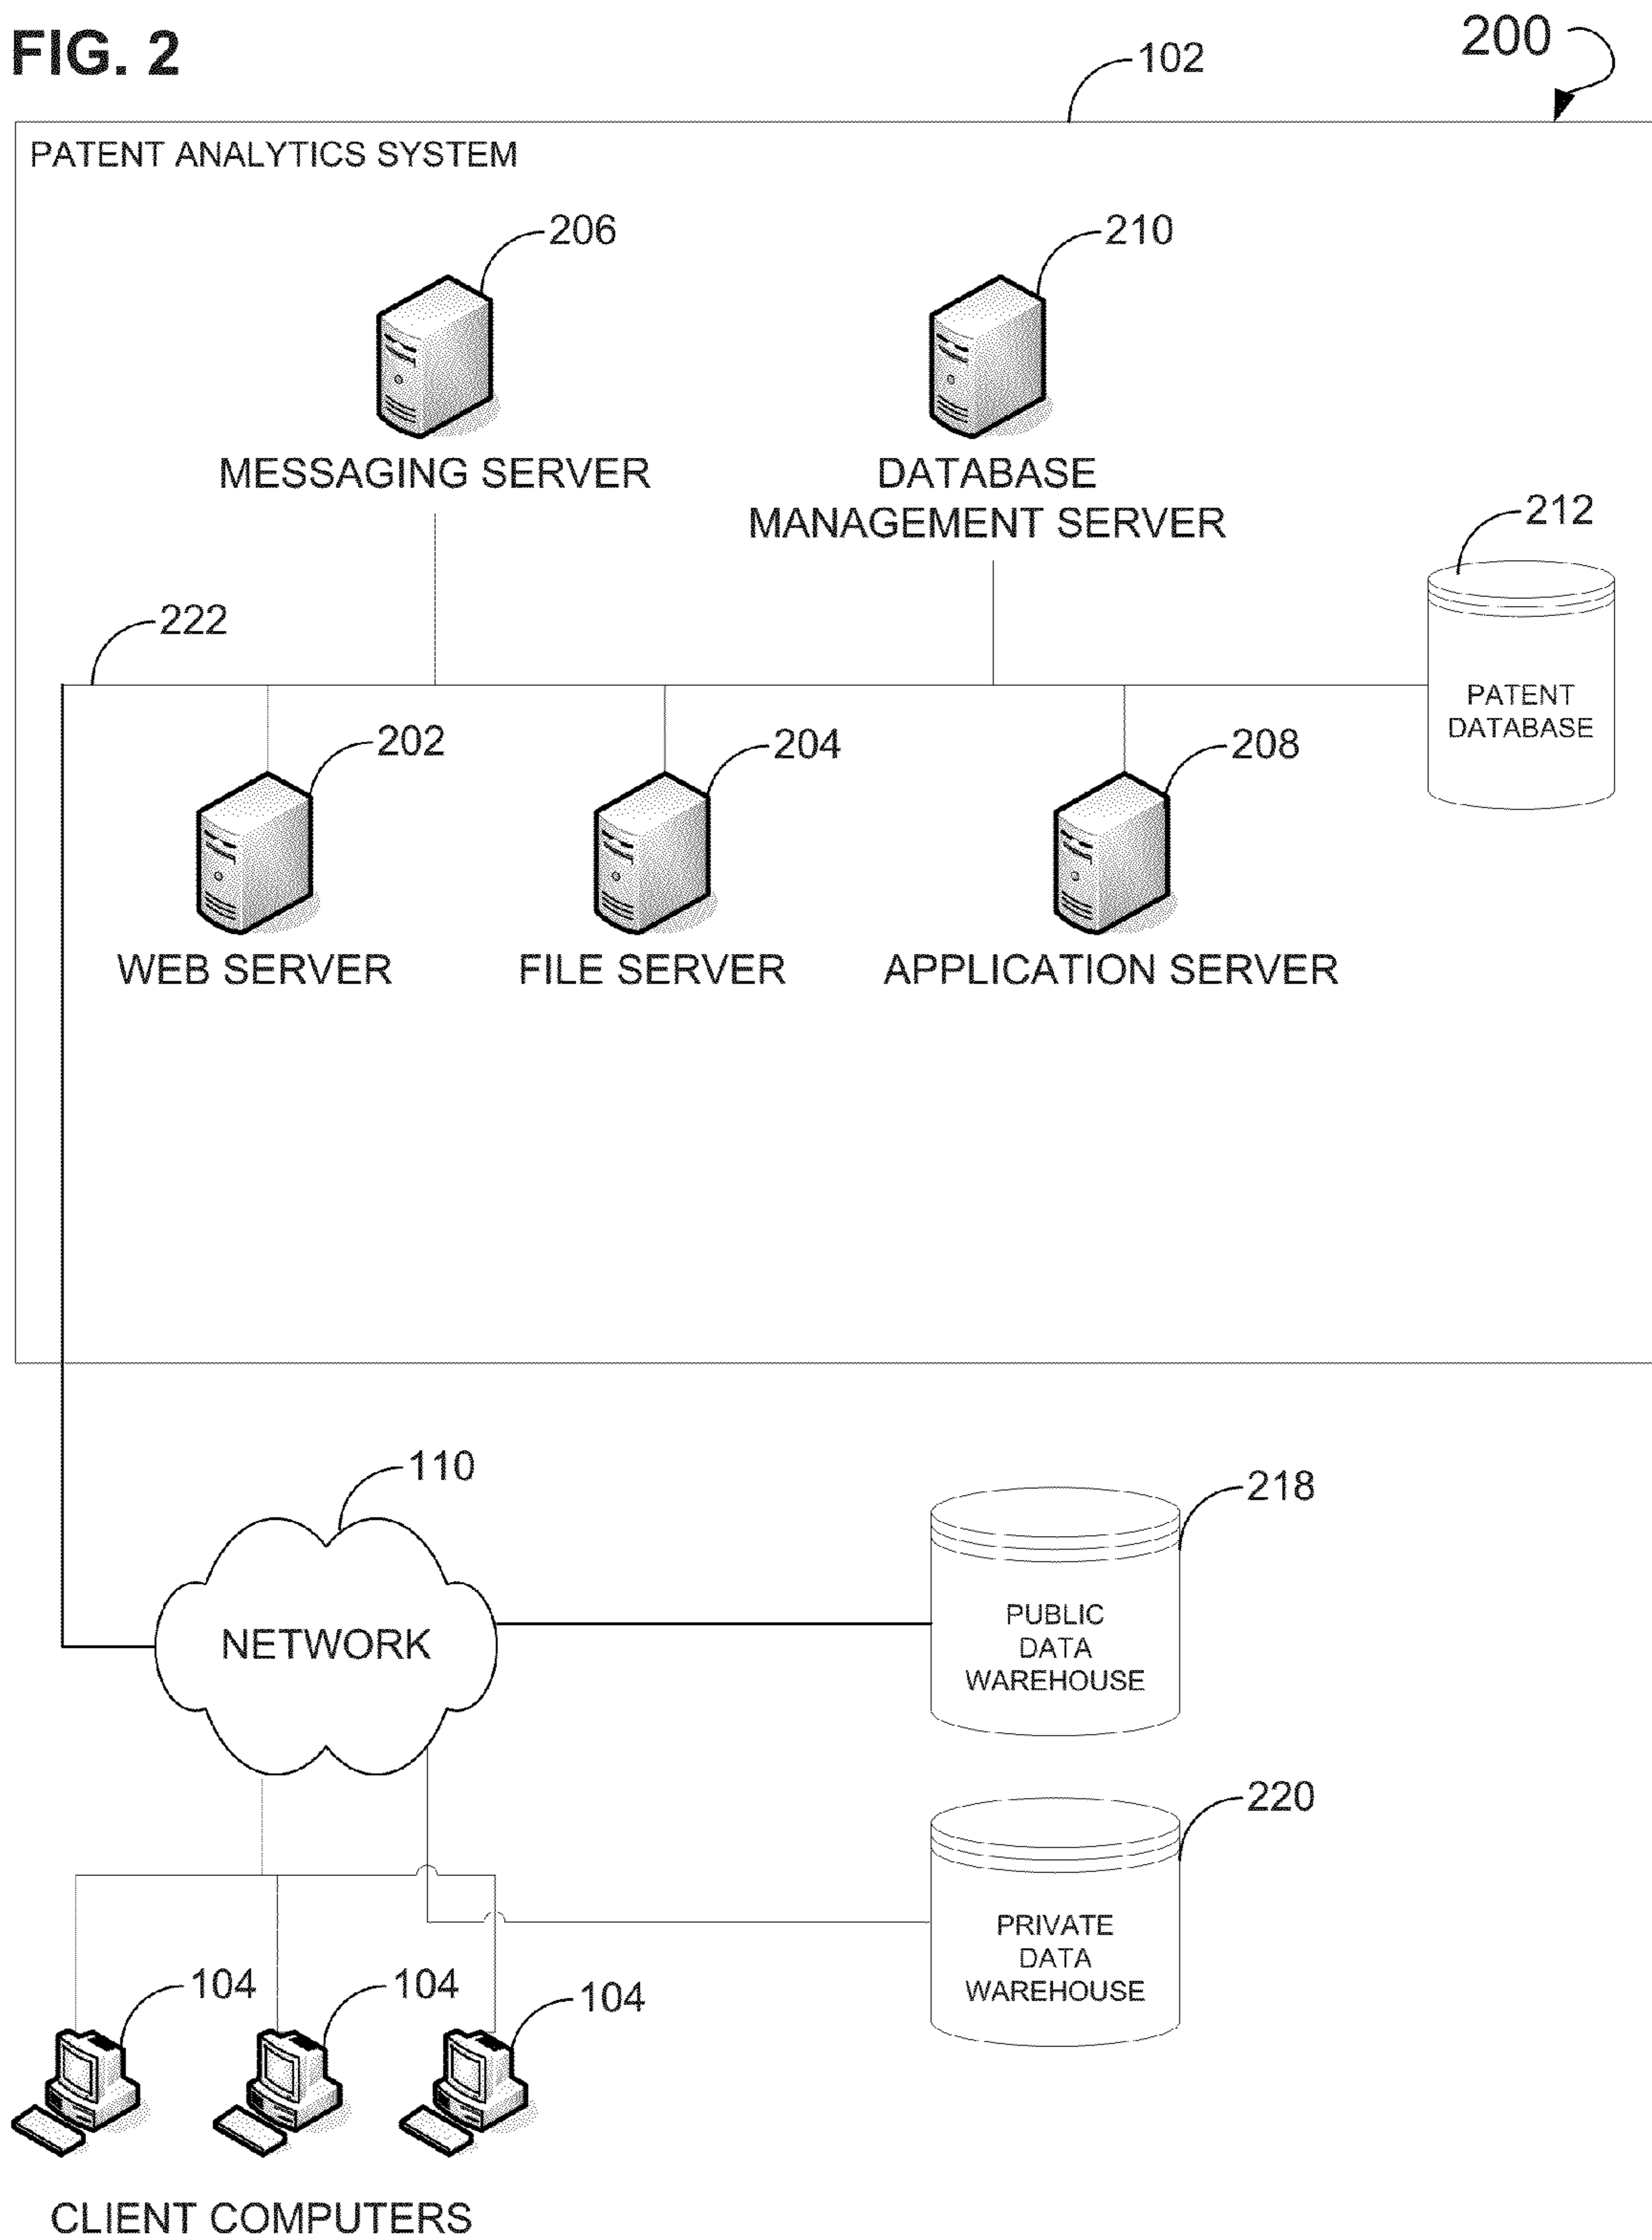 FIG. 2
200
102
PATENT ANALYTICS SYSTEM
206
210
MESSAGING SERVER
DATABASE
MANAGEMENT SERVER
212
222
PATENT
DATABASE
202
204
208
WEB SERVER
FILE SERVER
APPLICATION SERVER
110
218
NETWORK
PUBLIC
DATA
WAREHOUSE
220
PRIVATE
DATA
WAREHOUSE
104
104
104
CLIENT COMPUTERS